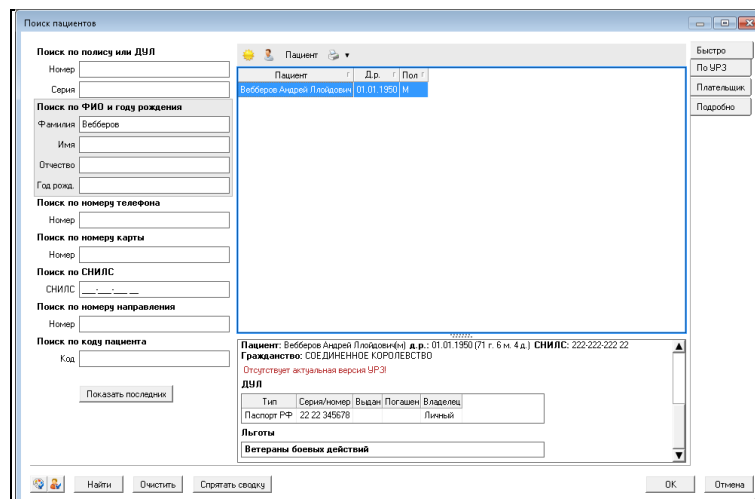 Поиск пациентов
Поиск по полису или ДУЛ
Номер
Серия
Поиск по ФИО и году рождения
Фамилия Вебберов
Имя
Отчество
Год рожд.
Поиск по номеру телефона
Номер
Поиск по номеру карты
Номер
Поиск по СНИЛС
СНИЛС ___-___-___ __
Поиск по номеру направления
Номер
Поиск по коду пациента
Код
Показать последних
Пациент
Пациент Д.р. Пол
Вебберов Андрей Ллойдович 01.01.1950 М
Пациент: Вебберов Андрей Ллойдович(м) д.р.: 01.01.1950 (71 г. 6 м. 4 д.) СНИЛС: 222-222-222 22
Гражданство: СОЕДИНЕННОЕ КОРОЛЕВСТВО
Отсутствует актуальная версия УРЗ!
ДУЛ
Тип Серия/номер Выдан Погашен Владелец
Паспорт РФ 22 22 345678 Личный
Льготы
Ветераны боевых действий
Быстро
По УРЗ
Плательщик
Подробно
Найти Очистить Спрятать сводку OK Отмена